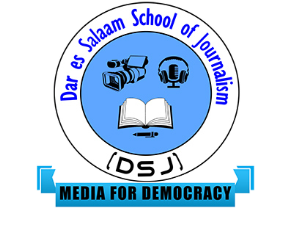 Dar es Salaam School of Journalism
(DSJ)
MEDIA FOR DEMOCRACY